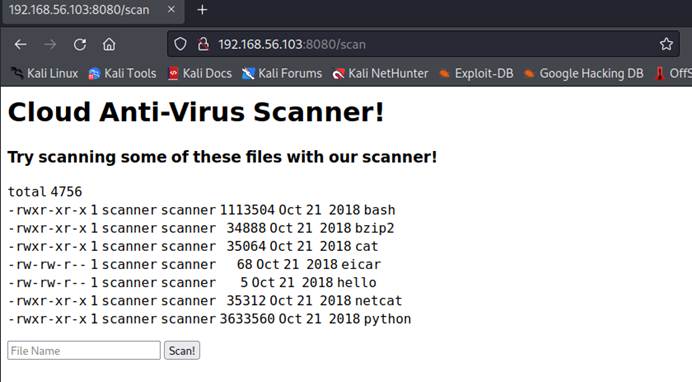 192.168.56.103:8080/scan
192.168.56.103:8080/scan
Kali Linux Kali Tools Kali Docs Kali Forums Kali NetHunter Exploit-DB Google Hacking DB OffS
Cloud Anti-Virus Scanner!
Try scanning some of these files with our scanner!
total 4756
-rwxr-xr-x 1 scanner scanner 1113504 Oct 21 2018 bash
-rwxr-xr-x 1 scanner scanner 34888 Oct 21 2018 bzip2
-rwxr-xr-x 1 scanner scanner 35064 Oct 21 2018 cat
-rw-rw-r-- 1 scanner scanner 68 Oct 21 2018 eicar
-rw-rw-r-- 1 scanner scanner 5 Oct 21 2018 hello
-rwxr-xr-x 1 scanner scanner 35312 Oct 21 2018 netcat
-rwxr-xr-x 1 scanner scanner 3633560 Oct 21 2018 python
File Name Scan!